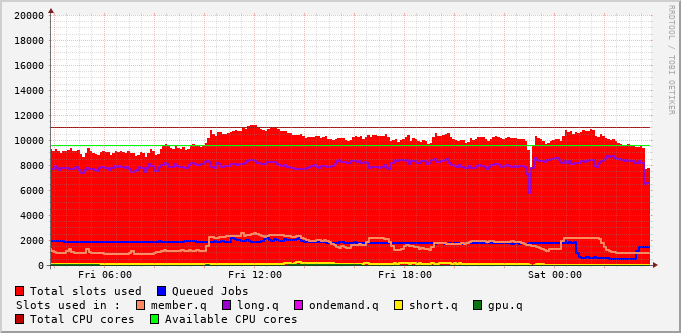 20000
18000
16000
14000
12000
10000
8000
6000
4000
2000
0
Fri 06:00 Fri 12:00 Fri 18:00 Sat 00:00
RRDTOOL / TOBI OETIKER
Total slots used Queued Jobs
Slots used in : member.q long.q ondemand.q short.q gpu.q
Total CPU cores Available CPU cores